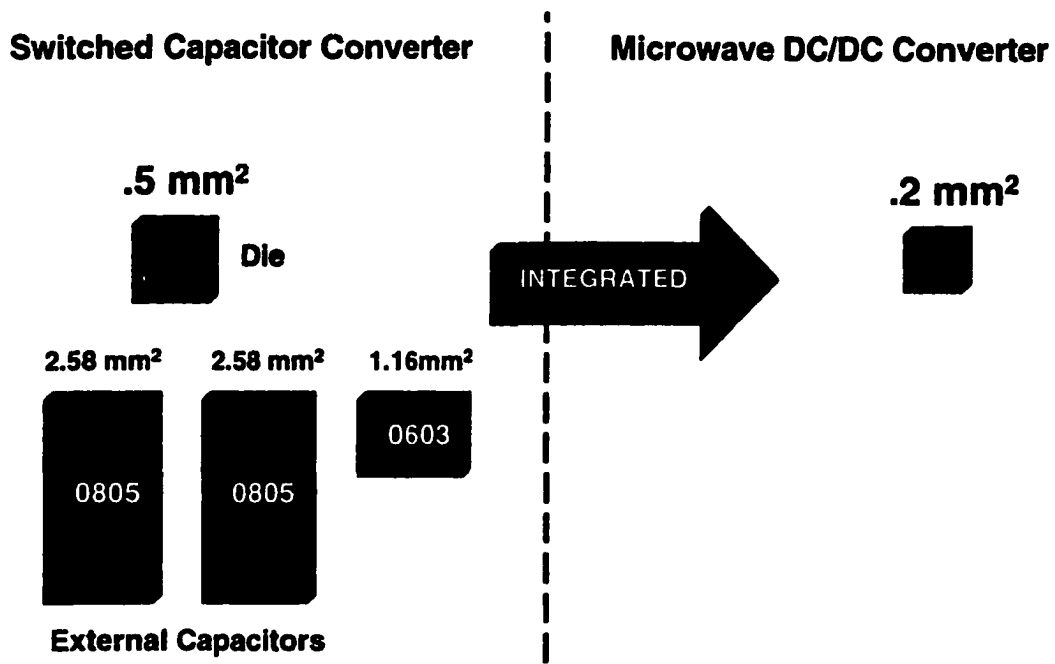 Switched Capacitor Converter
Microwave DC/DC Converter
.5 mm²
Die
.2 mm²
INTEGRATED
2.58 mm²
2.58 mm²
1.16mm²
0603
0805
0805
External Capacitors